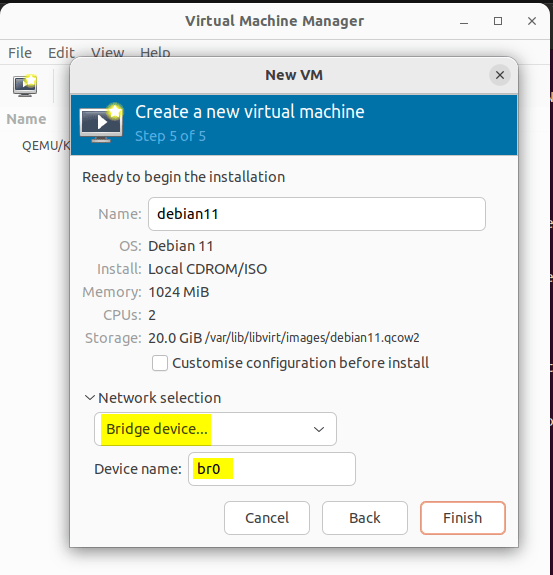 Virtual Machine Manager
File Edit View Help
New VM
Create a new virtual machine
Step 5 of 5
Name
QEMU/K
Ready to begin the installation
Name: debian11
OS: Debian 11
Install: Local CDROM/ISO
Memory: 1024 MiB
CPUs: 2
Storage: 20.0 GiB /var/lib/libvirt/images/debian11.qcow2
Customise configuration before install
Network selection
Bridge device...
Device name: br0
Cancel Back Finish